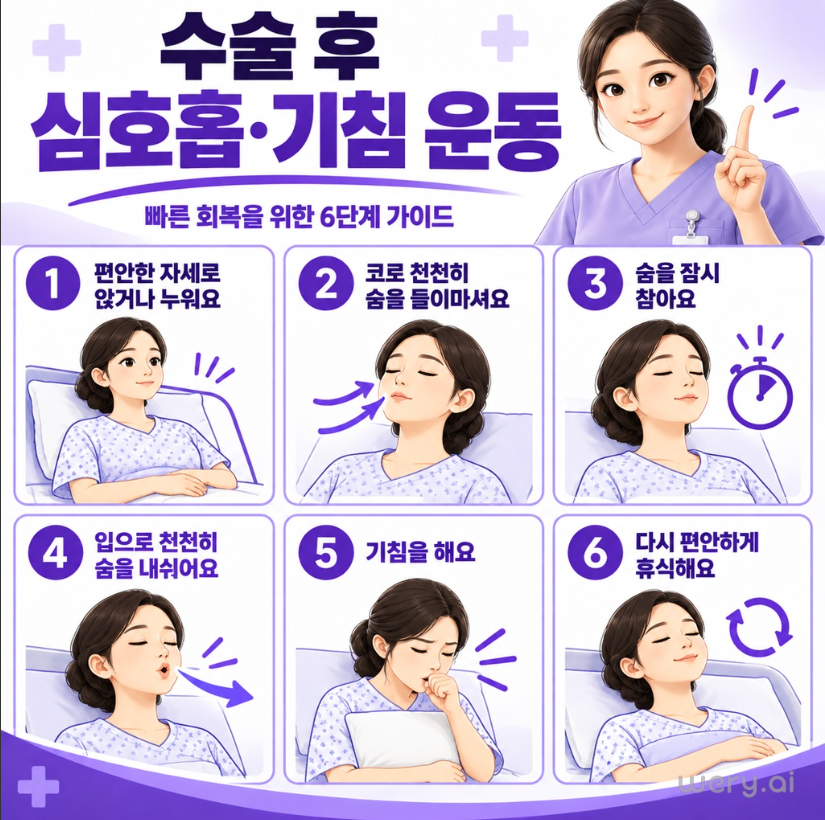 수술 후
심호흡·기침 운동
빠른 회복을 위한 6단계 가이드
1 편안한 자세로
앉거나 누워요
2 코로 천천히
숨을 들이마셔요
3 숨을 잠시
참아요
4 입으로 천천히
숨을 내쉬어요
5 기침을 해요
6 다시 편안하게
휴식해요
wery.ai